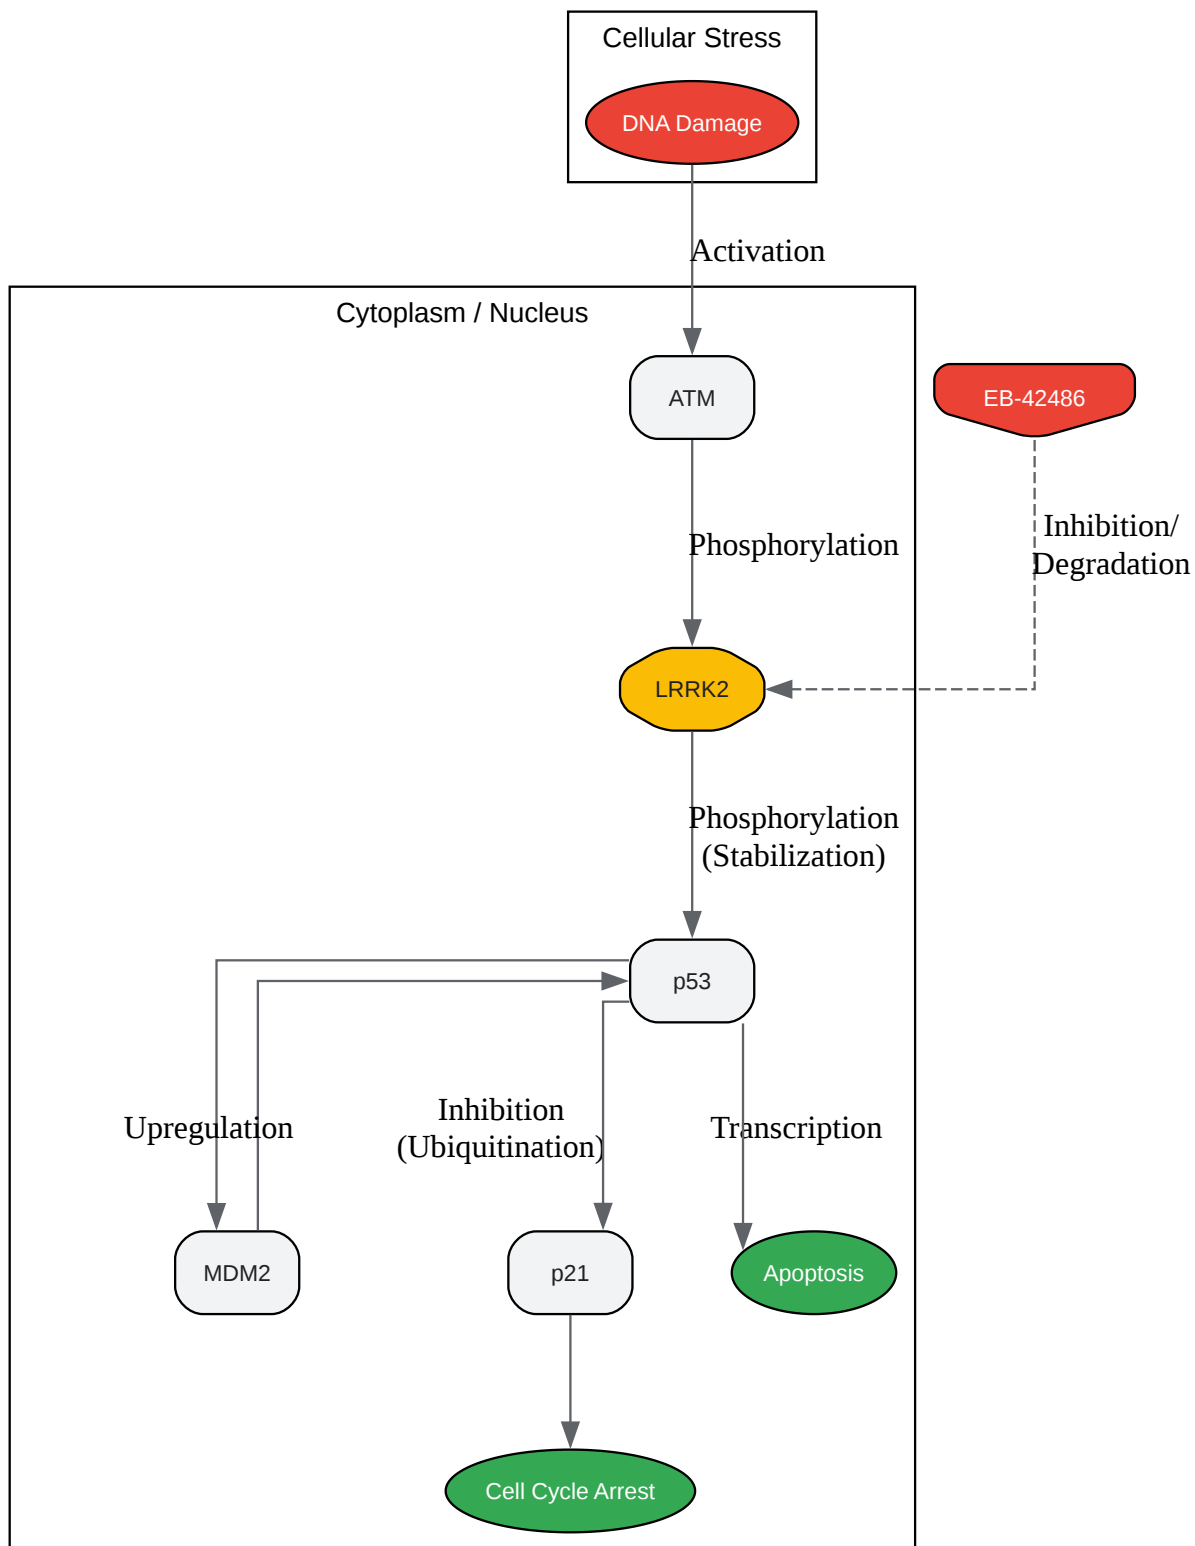 Cellular Stress
DNA Damage
Activation
Cytoplasm / Nucleus
ATM
EB-42486
Phosphorylation
Inhibition/
Degradation
LRRK2
Phosphorylation
(Stabilization)
p53
Upregulation
Inhibition
(Ubiquitination)
Transcription
MDM2
p21
Apoptosis
Cell Cycle Arrest